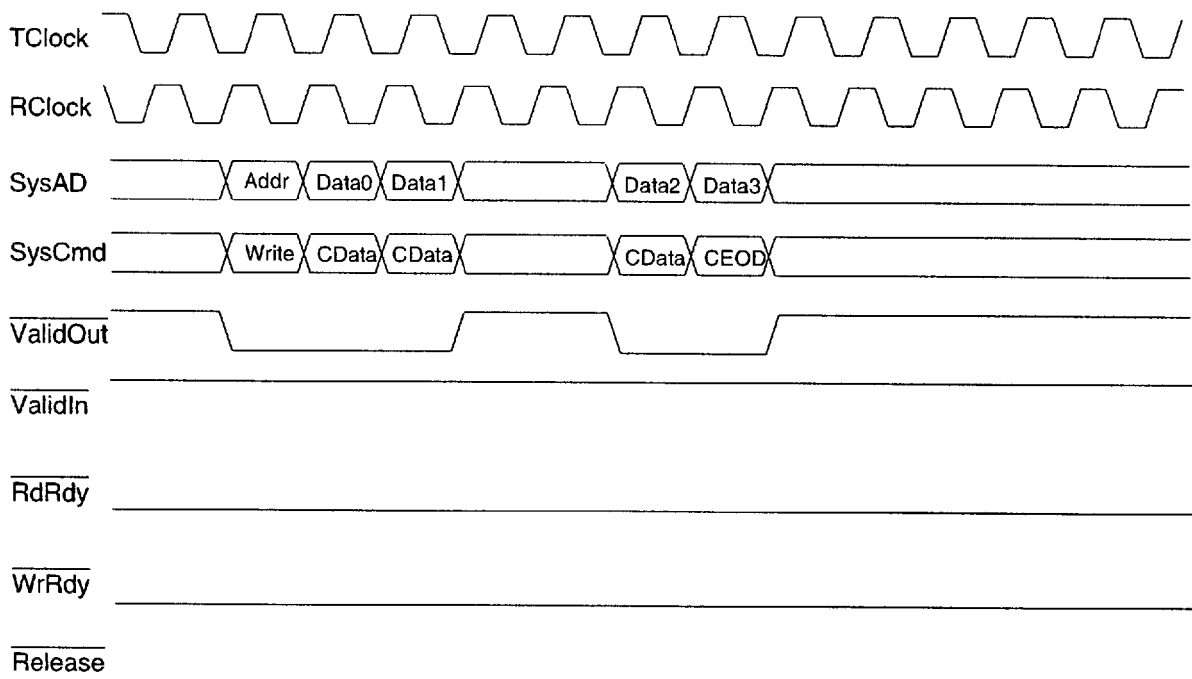 TClock
RClock
SysAD Addr Data0 Data1 Data2 Data3
SysCmd Write CData CData CData CEOD
ValidOut
ValidIn
RdRdy
WrRdy
Release